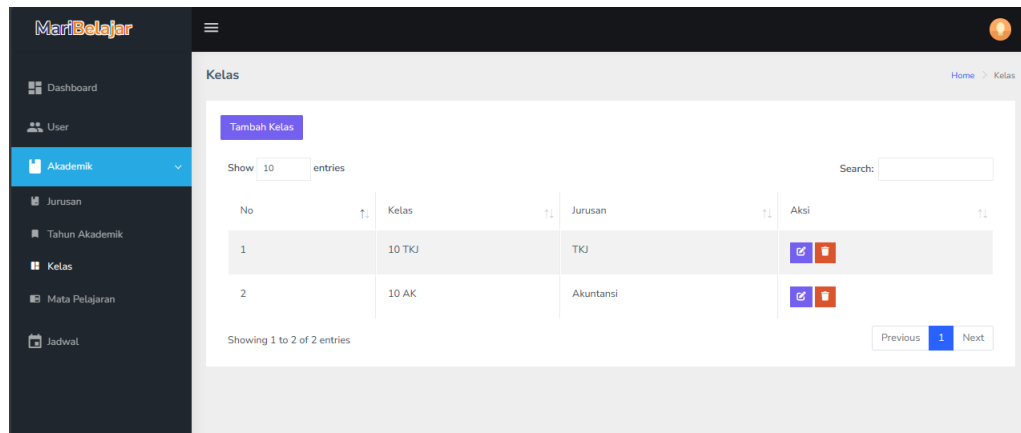 MariBelajar
Dashboard
User
Akademik
Jurusan
Tahun Akademik
Kelas
Mata Pelajaran
Jadwal
Kelas
Home > Kelas
Tambah Kelas
Show 10 entries
Search:
No Kelas Jurusan Aksi
1 10 TKJ TKJ
2 10 AK Akuntansi
Showing 1 to 2 of 2 entries
Previous 1 Next